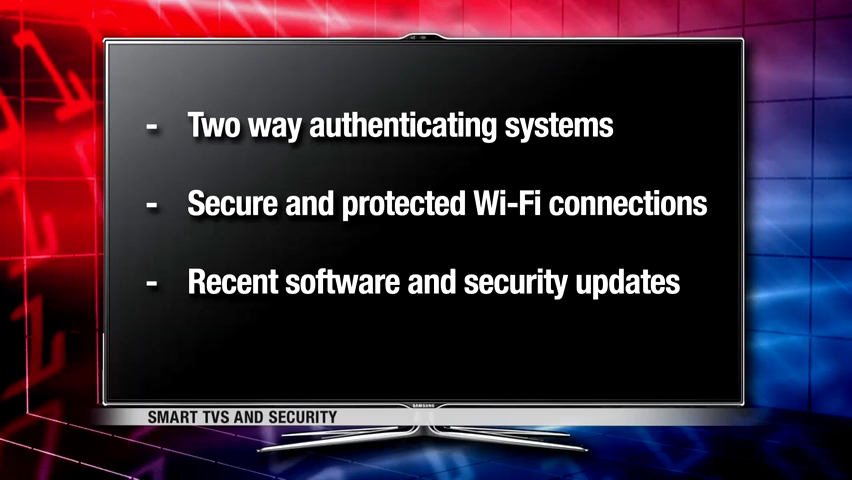 - Two way authenticating systems
- Secure and protected Wi-Fi connections
- Recent software and security updates
SAMSUNG
SMART TVS AND SECURITY